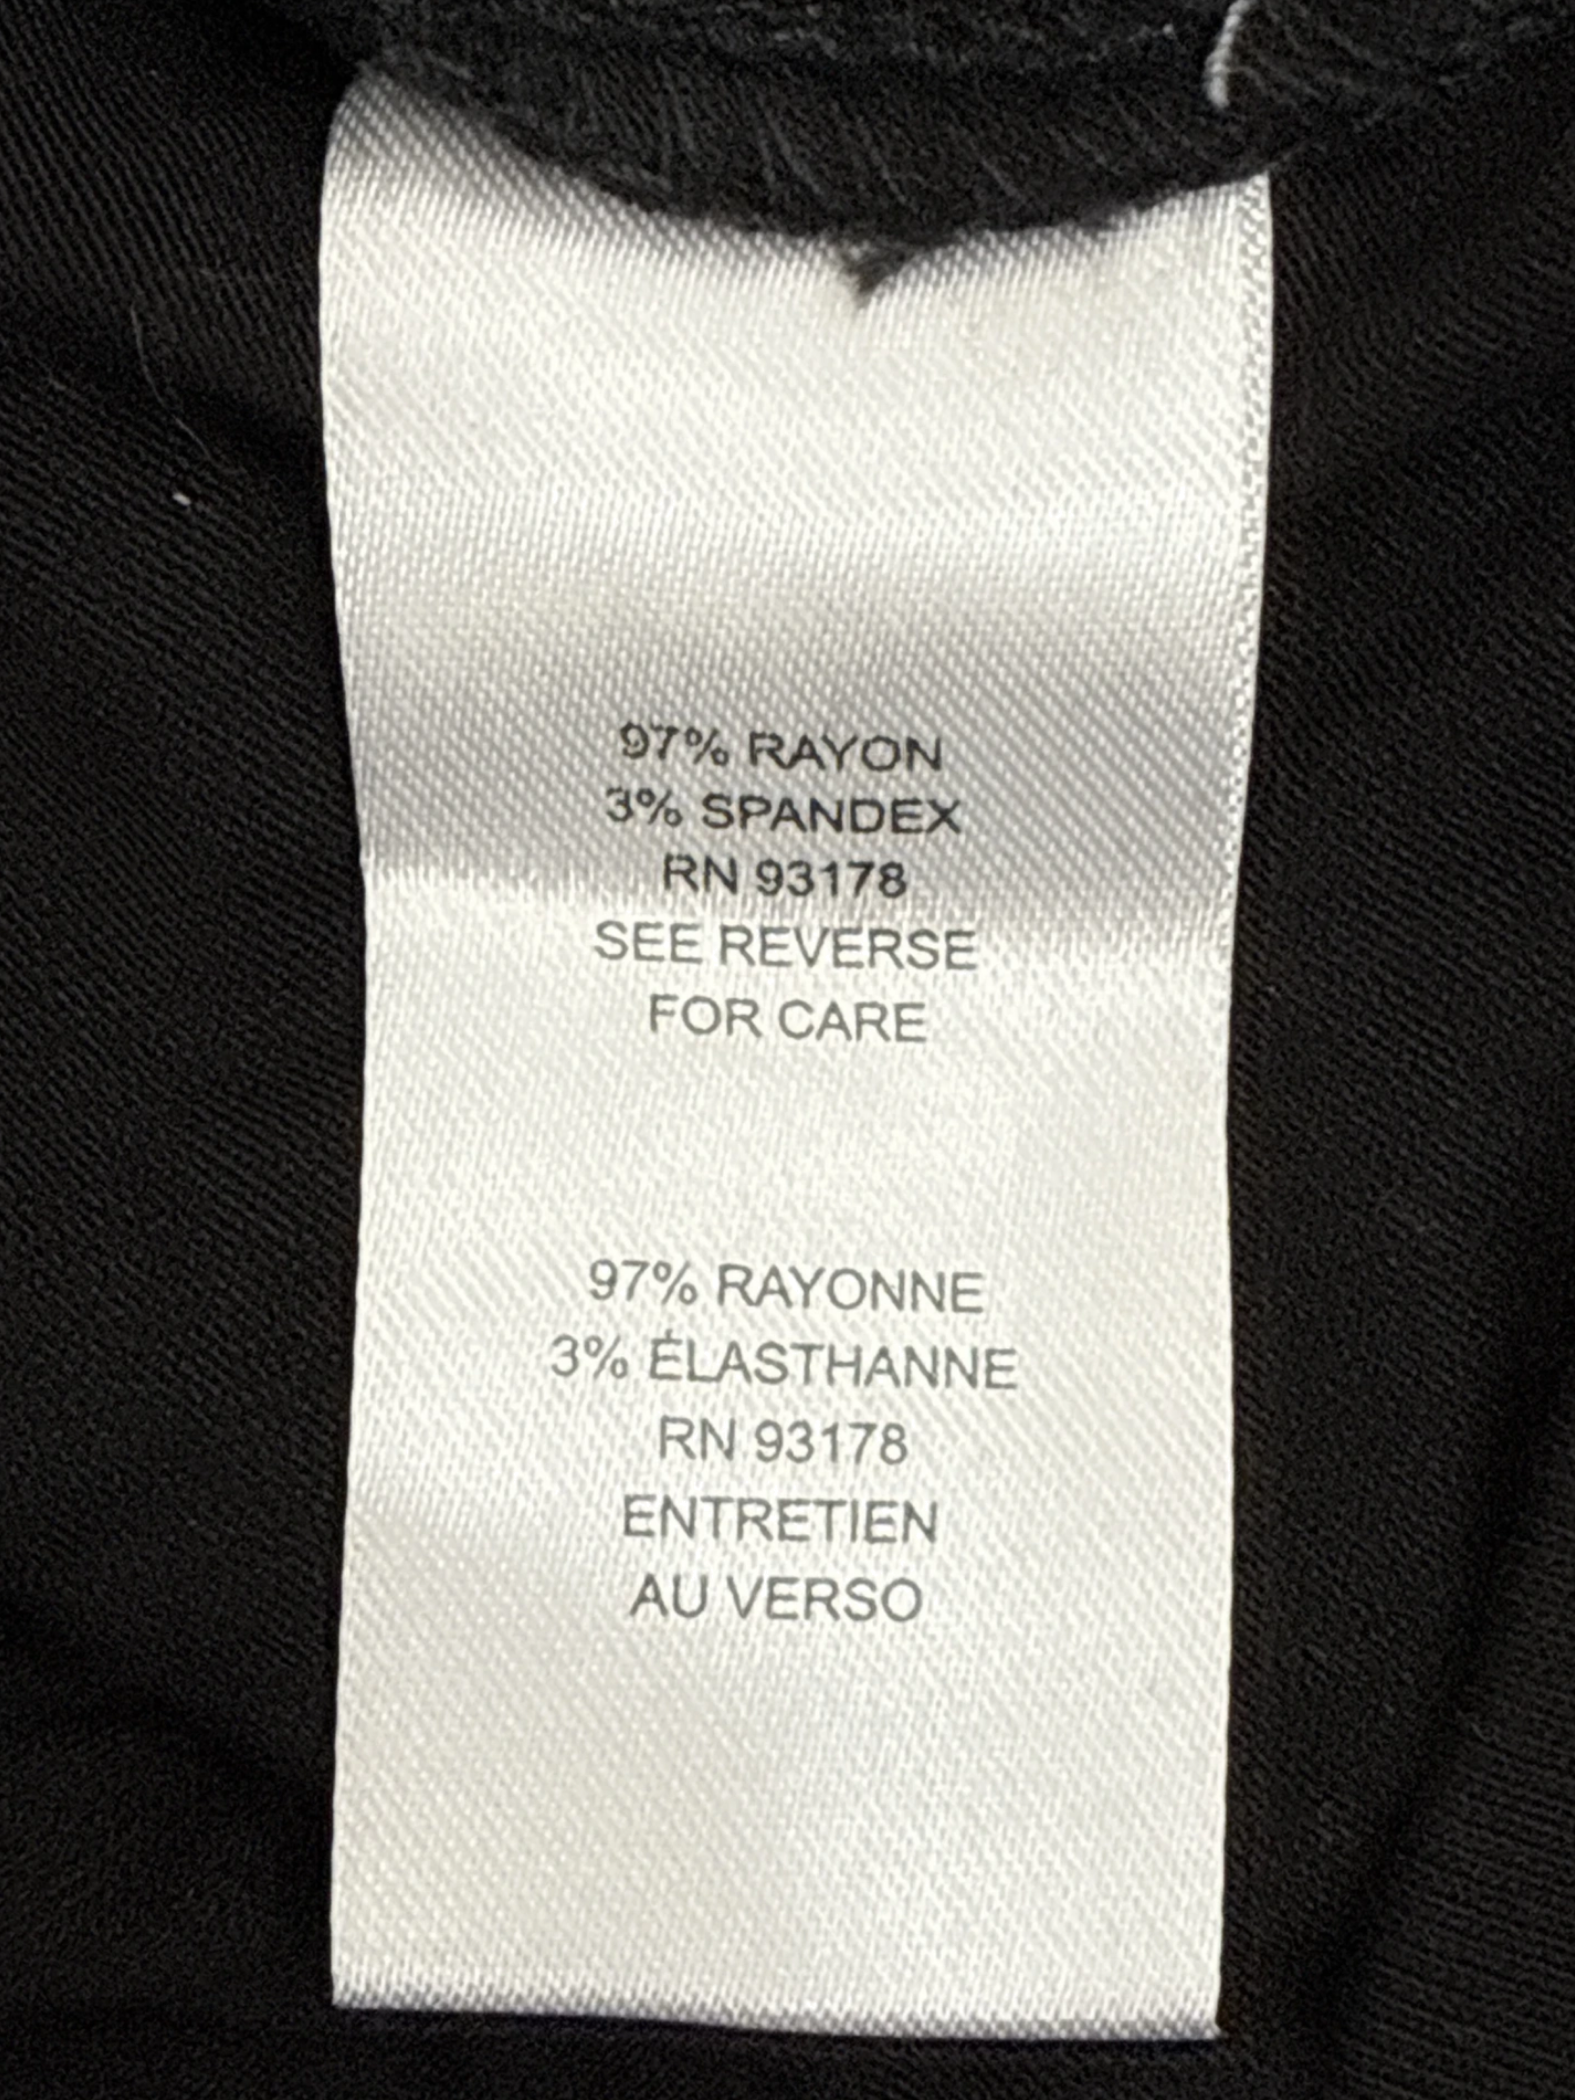 97% RAYON
3% SPANDEX
RN 93178
SEE REVERSE
FOR CARE
97% RAYONNE
3% ÉLASTHANNE
RN 93178
ENTRETIEN
AU VERSO